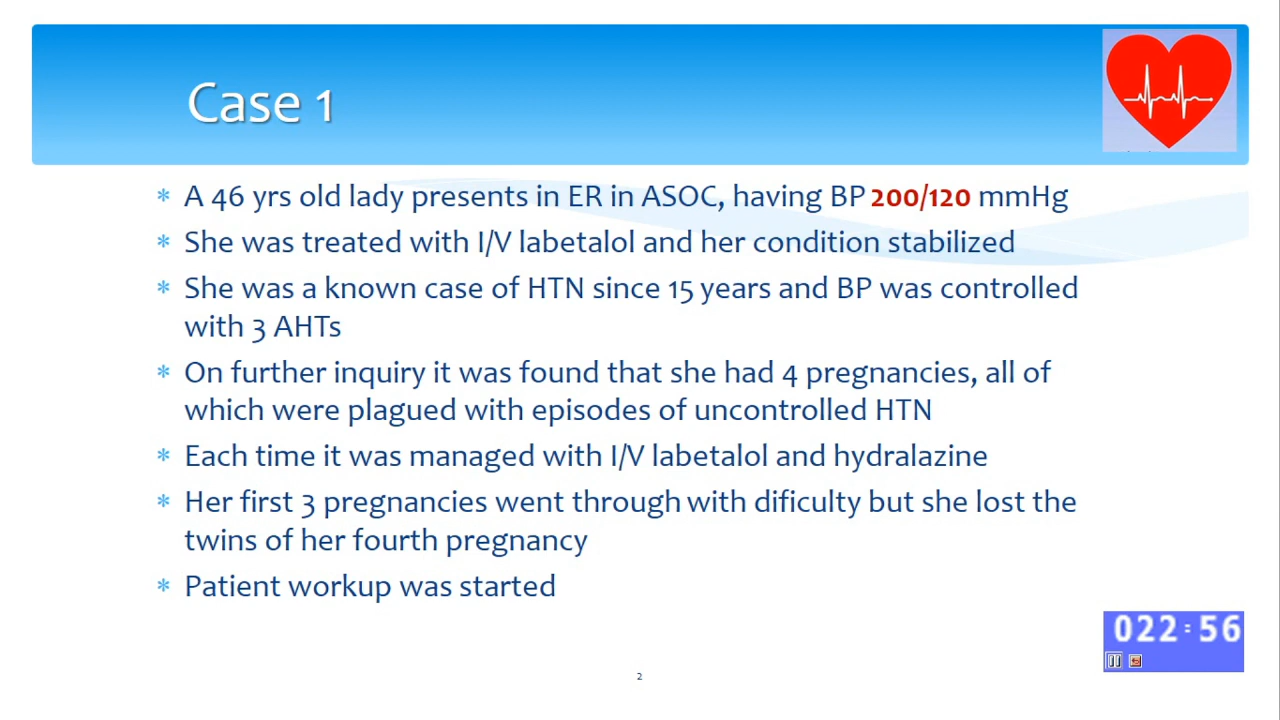 Case 1
* A 46 yrs old lady presents in ER in ASOC, having BP 200/120 mmHg
* She was treated with I/V labetalol and her condition stabilized
* She was a known case of HTN since 15 years and BP was controlled
with 3 AHTs
* On further inquiry it was found that she had 4 pregnancies, all of
which were plagued with episodes of uncontrolled HTN
* Each time it was managed with I/V labetalol and hydralazine
* Her first 3 pregnancies went through with dificulty but she lost the
twins of her fourth pregnancy
* Patient workup was started
022:56
2